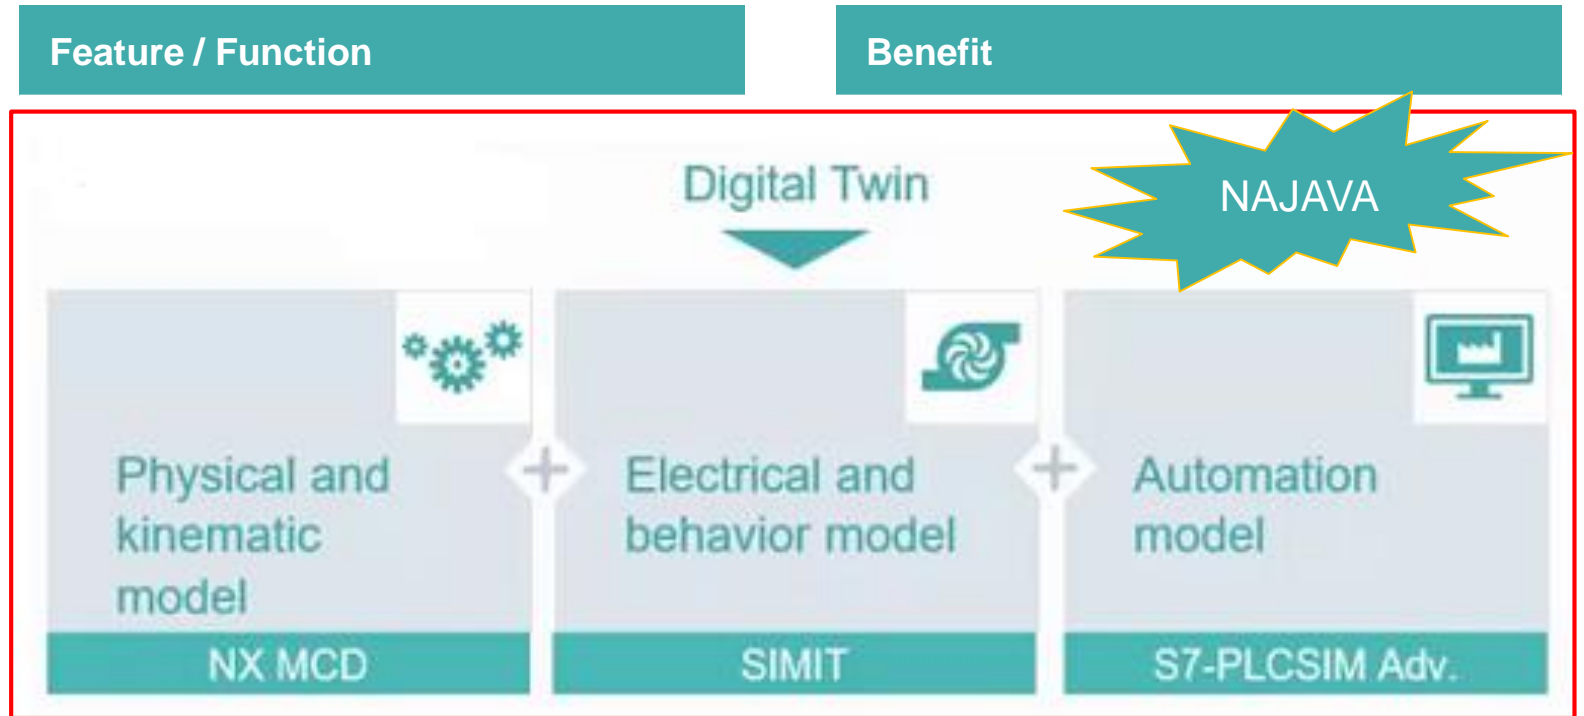 Feature / Function
Benefit
Digital Twin
NAJAVA
Physical and
kinematic
model
NX MCD
Electrical and
behavior model
SIMIT
Automation
model
S7-PLCSIM Adv.